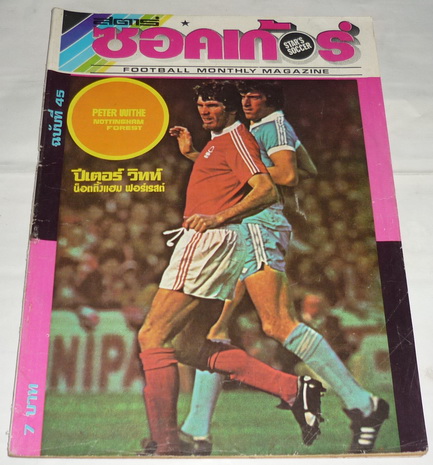 สตาร์
ซ๊อคเก้อร์
STAR'S
SOCCER
FOOTBALL MONTHLY MAGAZINE
ฉบับที่ 45
PETER WITHE
NOTTINGHAM
FOREST
ปีเตอร์ วิทท์
น็อตติ้งแฮม ฟอร์เรสต์
NIPA
7 บาท